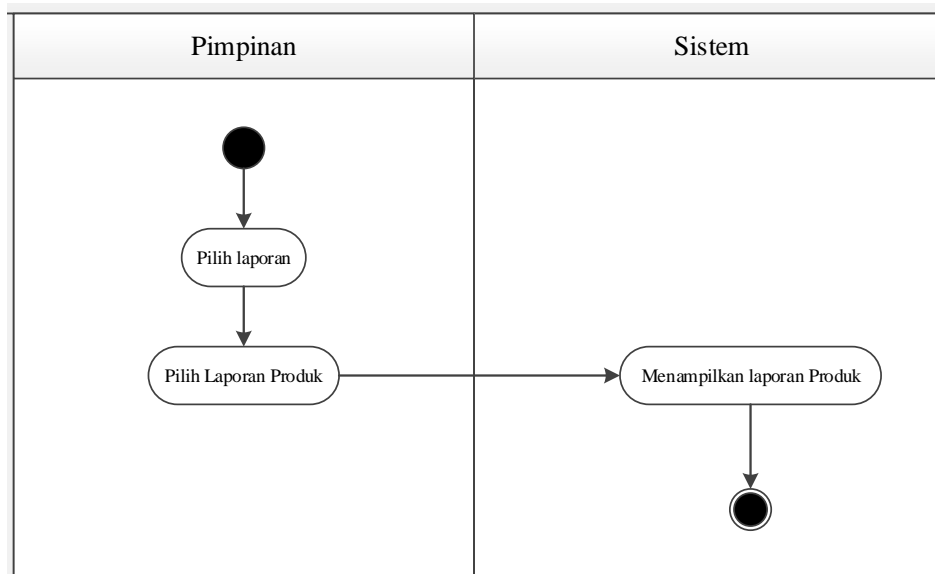 Pimpinan
Sistem
Pilih laporan
Pilih Laporan Produk
Menampilkan laporan Produk